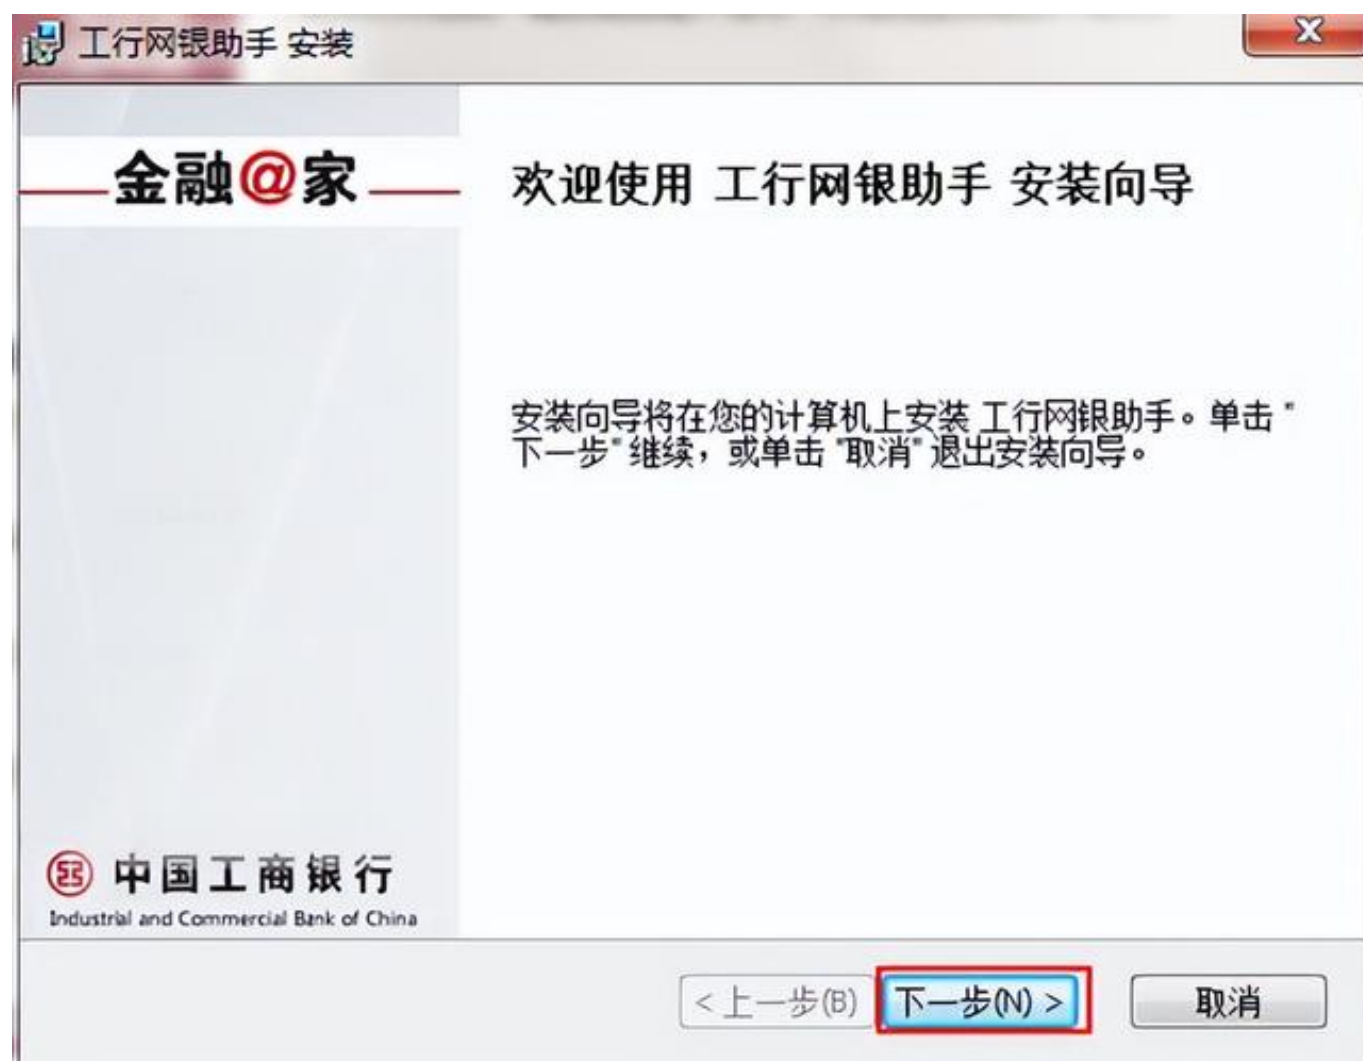 工行网银助手 安装
X
金融@家
欢迎使用 工行网银助手 安装向导
安装向导将在您的计算机上安装 工行网银助手。单击 "
下一步" 继续，或单击 "取消" 退出安装向导。
中国工商银行
Industrial and Commercial Bank of China
< 上一步(B)
下一步(N) >
取消